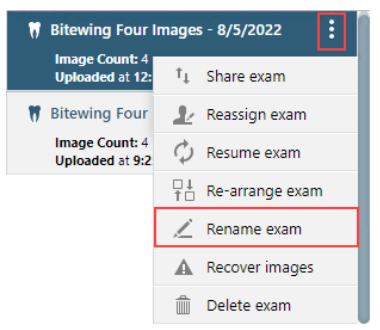 Bitewing Four Images - 8/5/2022
Image Count: 4
Uploaded at 12:
Share exam
Bitewing Four
Reassign exam
Image Count: 4
Uploaded at 9:2
Resume exam
Re-arrange exam
Rename exam
Recover images
Delete exam